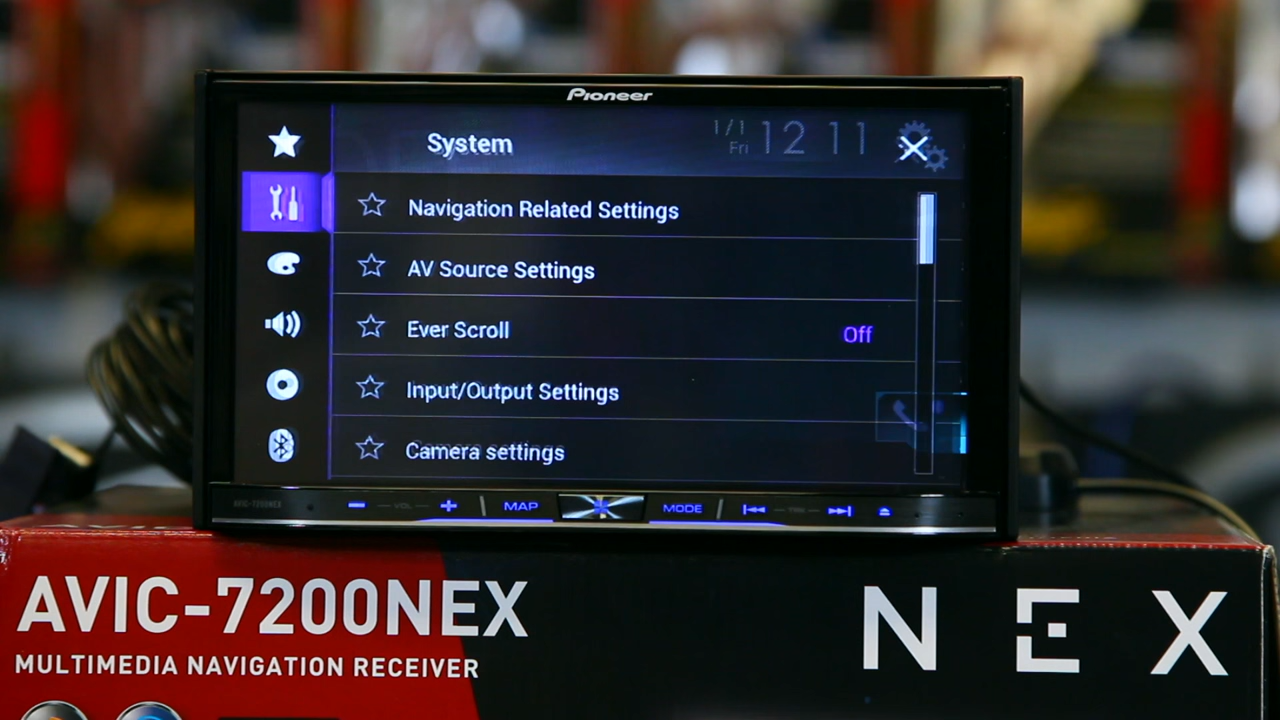 Pioneer
System
1/1
Fri
12 11
Navigation Related Settings
AV Source Settings
Ever Scroll
Off
Input/Output Settings
Camera settings
AVIC-7200NEX
VOL
MAP
MODE
TRK
AVIC-7200NEX
MULTIMEDIA NAVIGATION RECEIVER
NEX